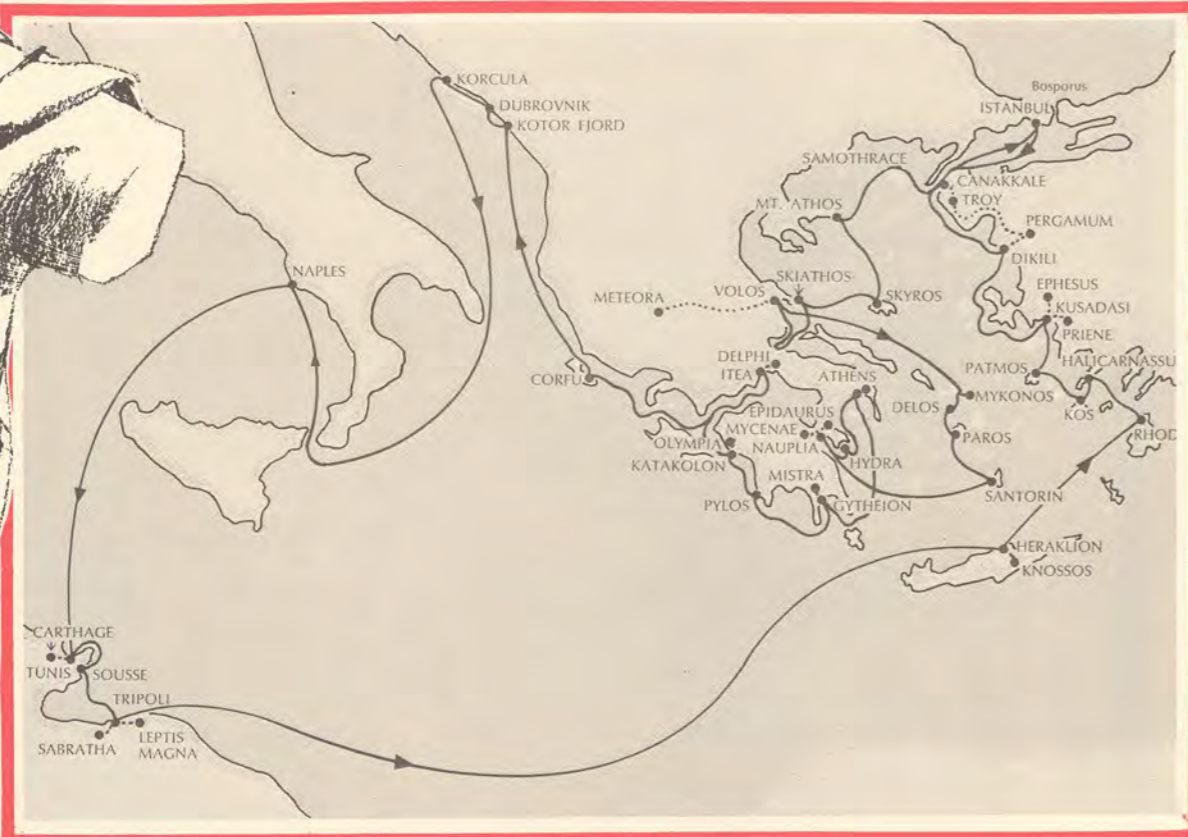 KORCULA
DUBROVNIK
KOTOR FJORD
Bosporus
ISTANBUL
SAMOTHRACE
CANAKKALE
TROY
MT. ATHOS
PERGAMUM
DIKILI
NAPLES
SKIATHOS
EPHESUS
METEORA
VOLOS
SKYROS
KUSADASI
PRIENE
DELPHI
PATMOS
HALICARNASSU
ITEA
ATHENS
CORFU
MYKONOS
DELOS
KOS
EPIDAURUS
MYCENAE
RHOD
OLYMPIA
NAUPLIA
PAROS
KATAKOLON
HYDRA
MISTRA
SANTORIN
PYLOS
GYTHEION
HERAKLION
KNOSSOS
CARTHAGE
TUNIS
SOUSSE
TRIPOLI
SABRATHA
LEPTIS
MAGNA